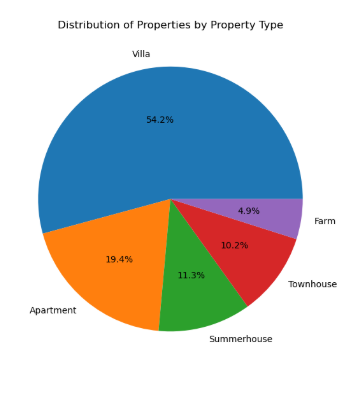 Distribution of Properties by Property Type
Villa
54.2%
4.9%
Farm
10.2%
19.4%
11.3%
Townhouse
Apartment
Summerhouse